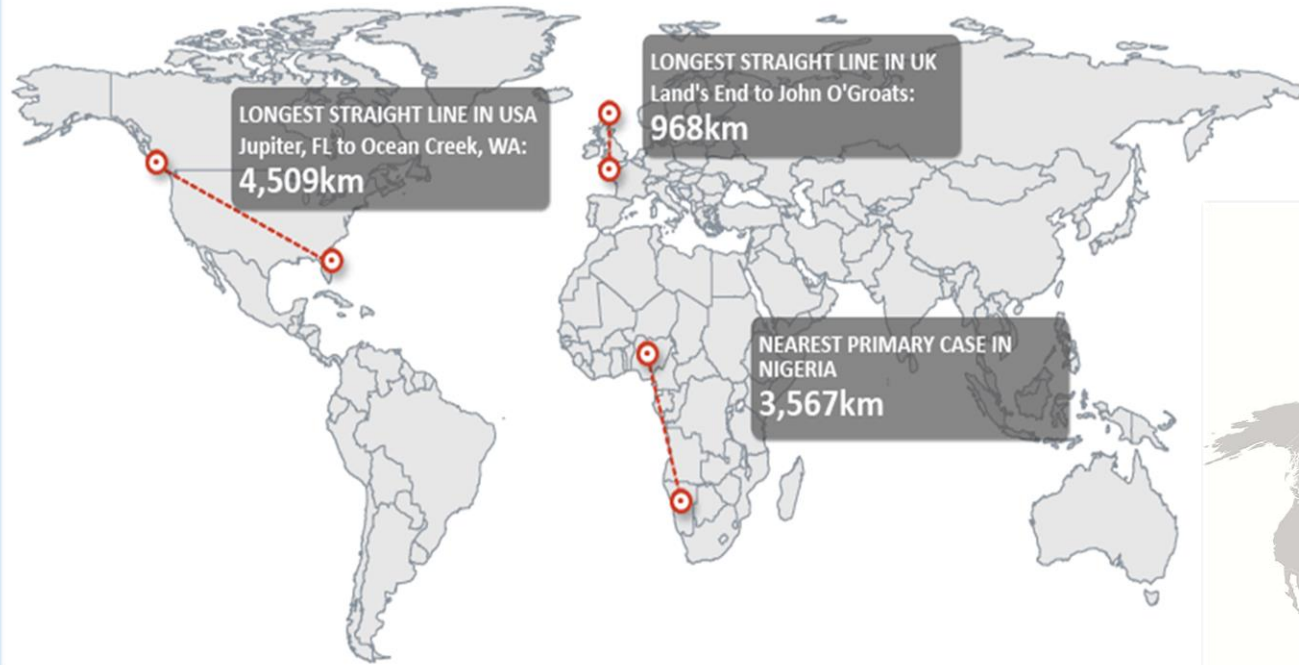 LONGEST STRAIGHT LINE IN USA
Jupiter, FL to Ocean Creek, WA:
4,509km
LONGEST STRAIGHT LINE IN UK
Land's End to John O'Groats:
968km
NEAREST PRIMARY CASE IN
NIGERIA
3,567km